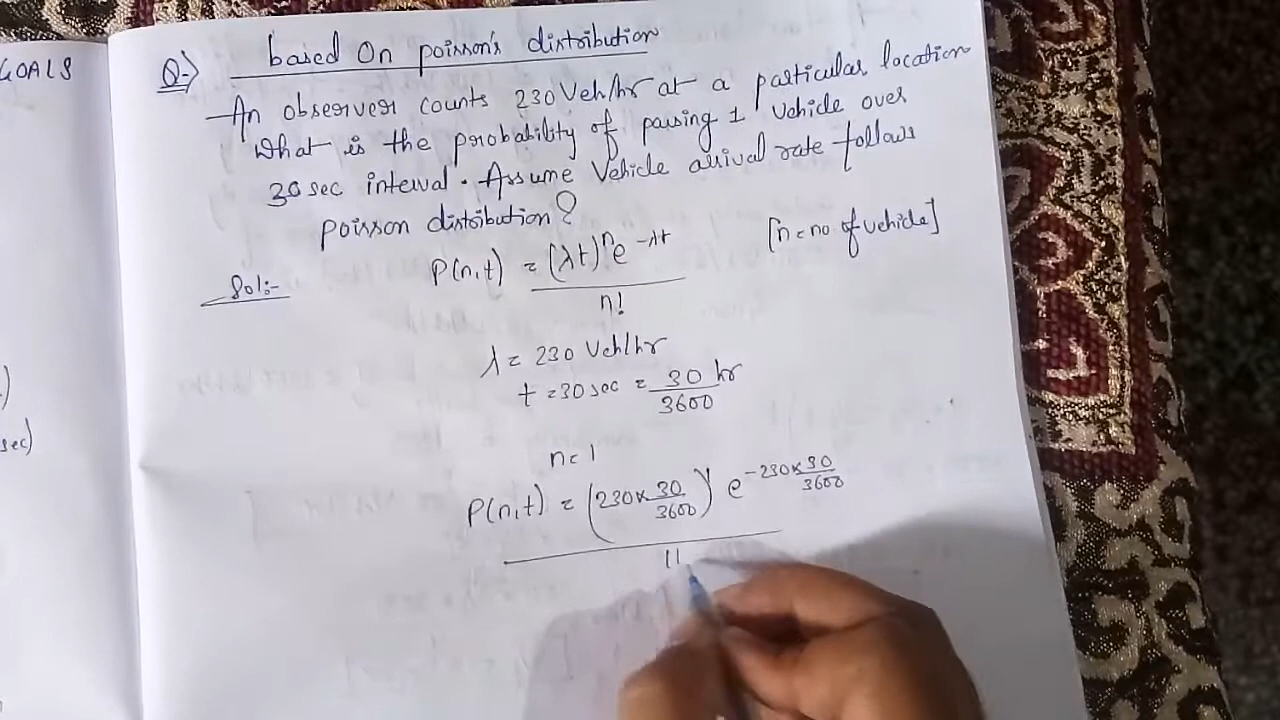 GOALS
Q→ based On poisson's distribution
An observer counts 230 Veh/hr at a particular location
What is the probability of passing 1 Vehicle over
30 sec interval. Assume Vehicle arrival rate follows
poisson distribution?
Sol:- P(n,t) = (λt)^n e^-λt / n! [n = no of vehicle]
λ = 230 Veh/hr
t = 30 sec = 30/3600 hr
sec)
n = 1
P(n,t) = (230 × 30/3600)^1 e^-230×30/3600 / 1!